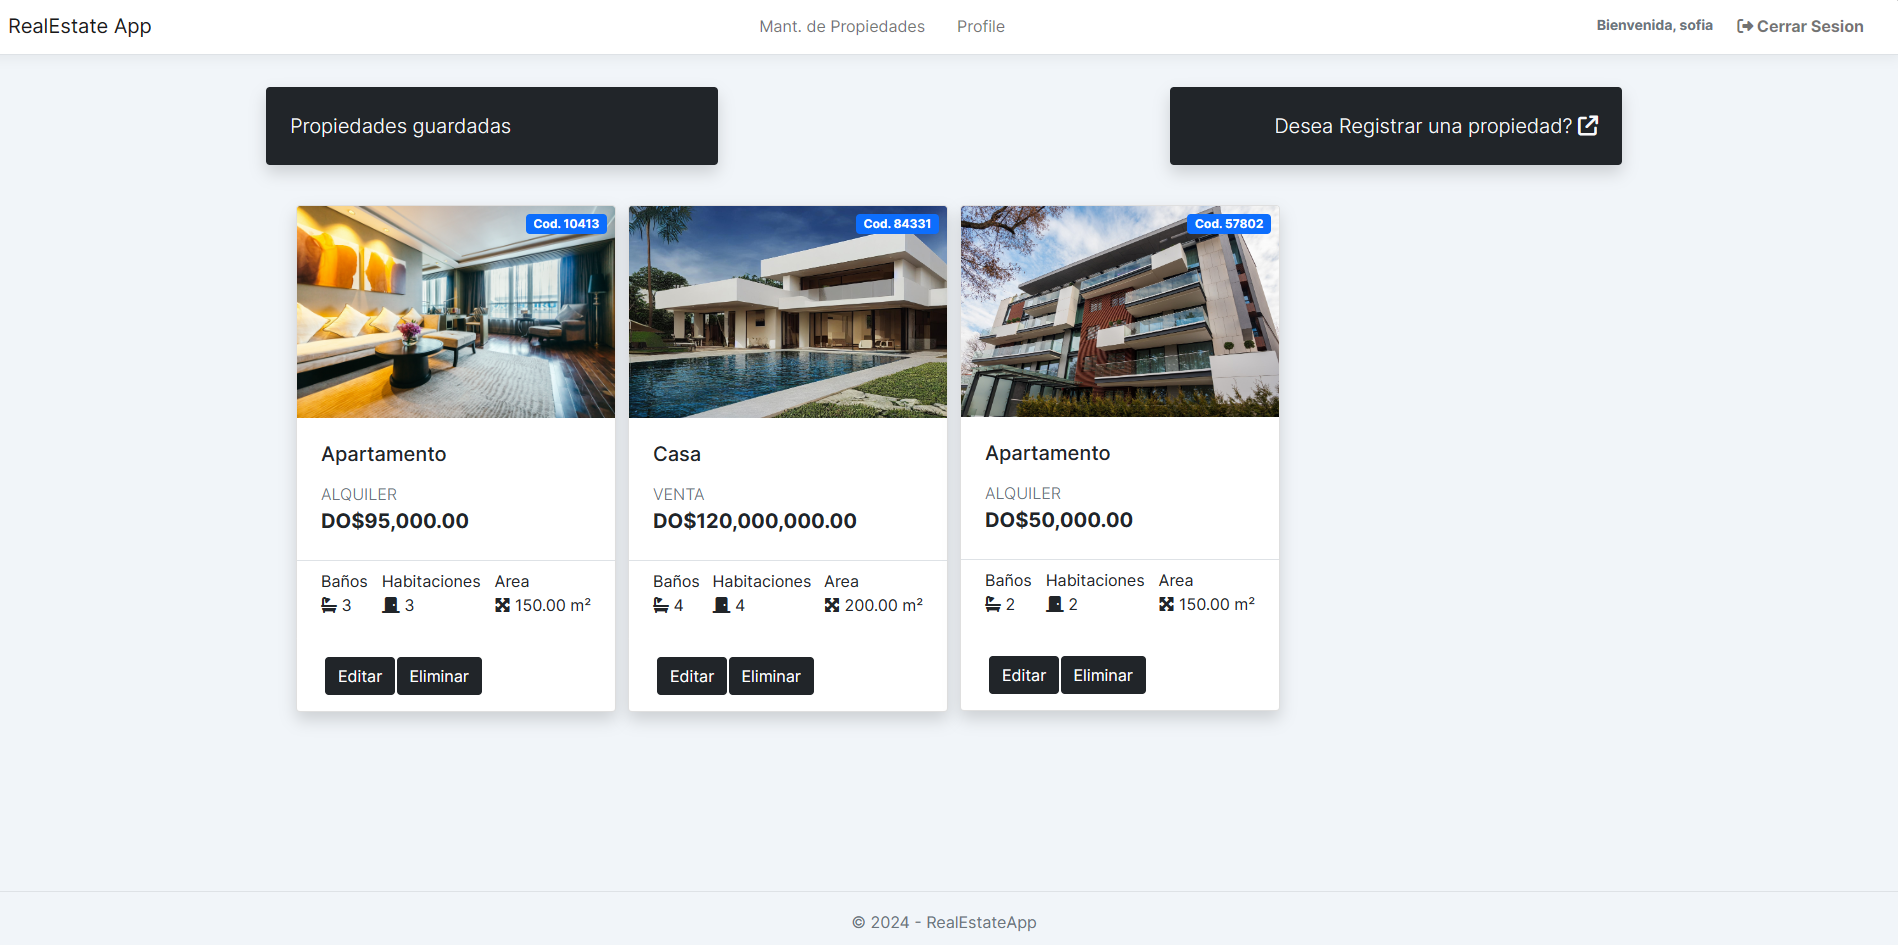 RealEstate App
Mant. de Propiedades
Profile
Bienvenida, sofia
Cerrar Sesion
Propiedades guardadas
Desea Registrar una propiedad?
Cod. 10413
Apartamento
ALQUILER
DO$95,000.00
Baños Habitaciones Area
3 3 150.00 m²
Editar Eliminar
Cod. 84331
Casa
VENTA
DO$120,000,000.00
Baños Habitaciones Area
4 4 200.00 m²
Editar Eliminar
Cod. 57802
Apartamento
ALQUILER
DO$50,000.00
Baños Habitaciones Area
2 2 150.00 m²
Editar Eliminar
© 2024 - RealEstateApp